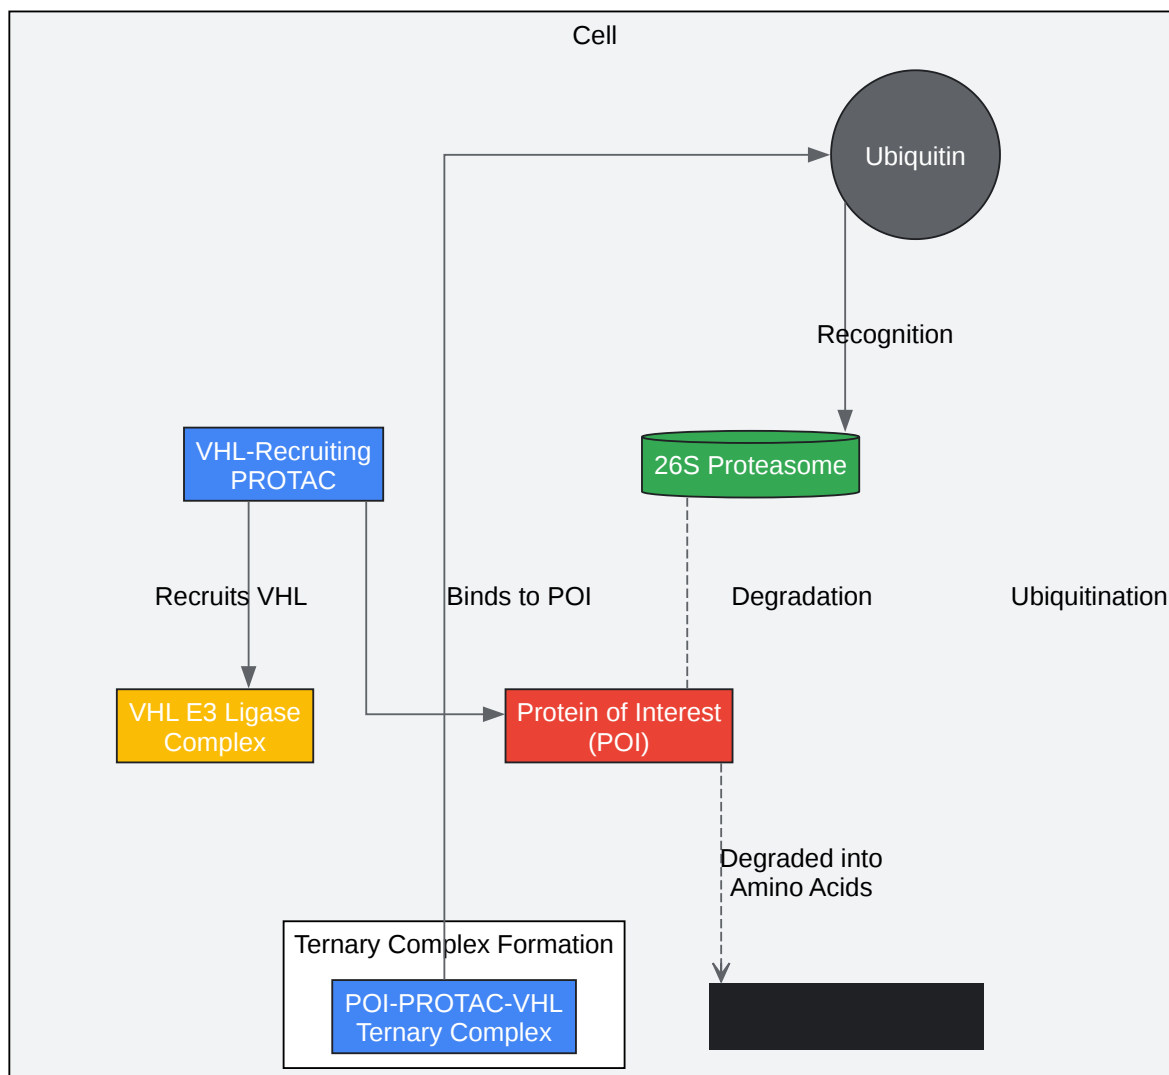 Cell
Ubiquitin
Recognition
VHL-Recruiting
PROTAC
26S Proteasome
Recruits VHL
Binds to POI
Degradation
Ubiquitination
VHL E3 Ligase
Complex
Protein of Interest
(POI)
Degraded into
Amino Acids
Ternary Complex Formation
POI-PROTAC-VHL
Ternary Complex